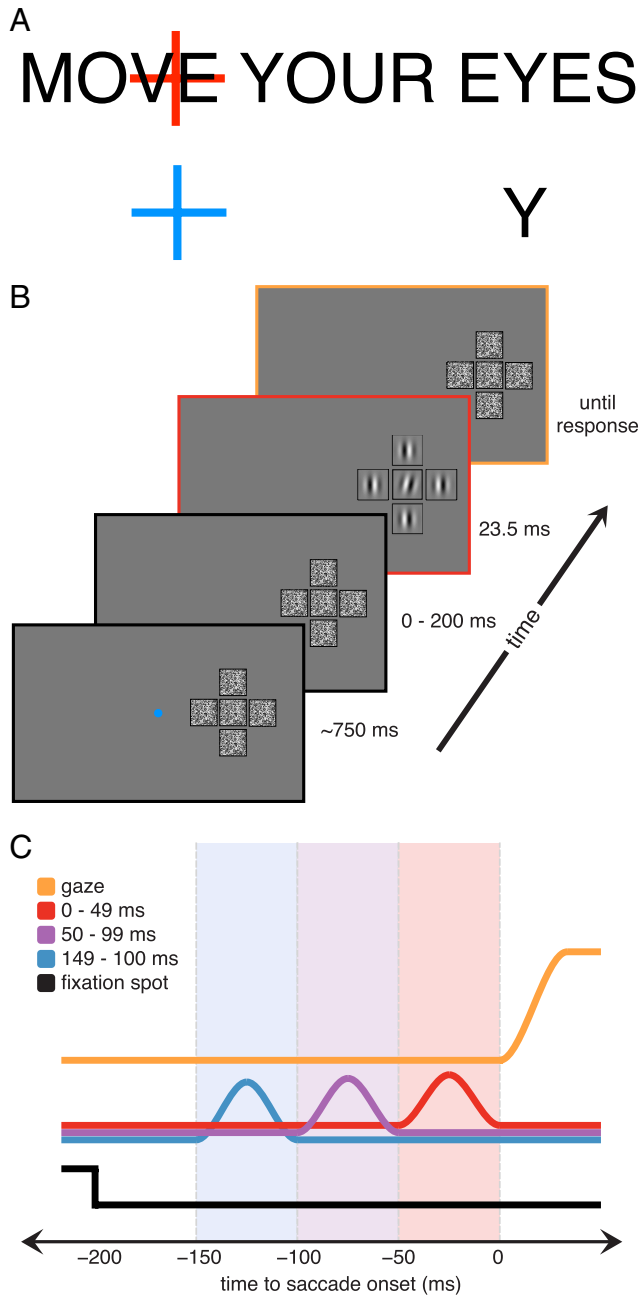 A
MOVE YOUR EYES
Y
B
until
response
23.5 ms
0 - 200 ms
time
~750 ms
C
gaze
0 - 49 ms
50 - 99 ms
149 - 100 ms
fixation spot
−200 −150 −100 −50 0
time to saccade onset (ms)